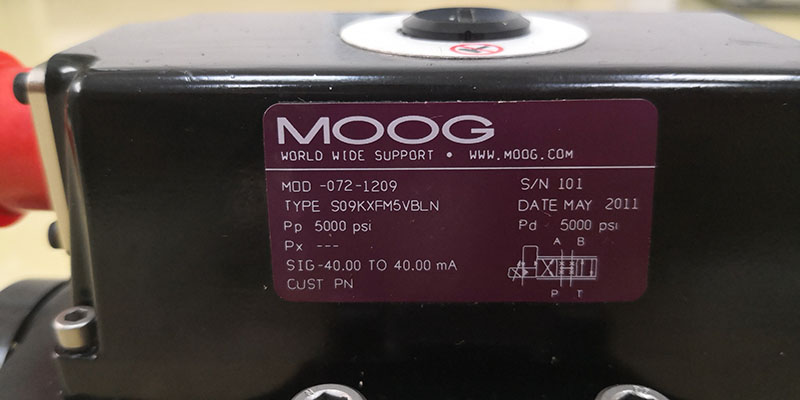 MOOG
WORLD WIDE SUPPORT • WWW.MOOG.COM
MOD -072-1209 S/N 101
TYPE S09KXFM5VBLN DATE MAY 2011
Pp 5000 psi Pd 5000 psi
Px ---
A B
SIG -40.00 TO 40.00 mA
CUST PN
P T